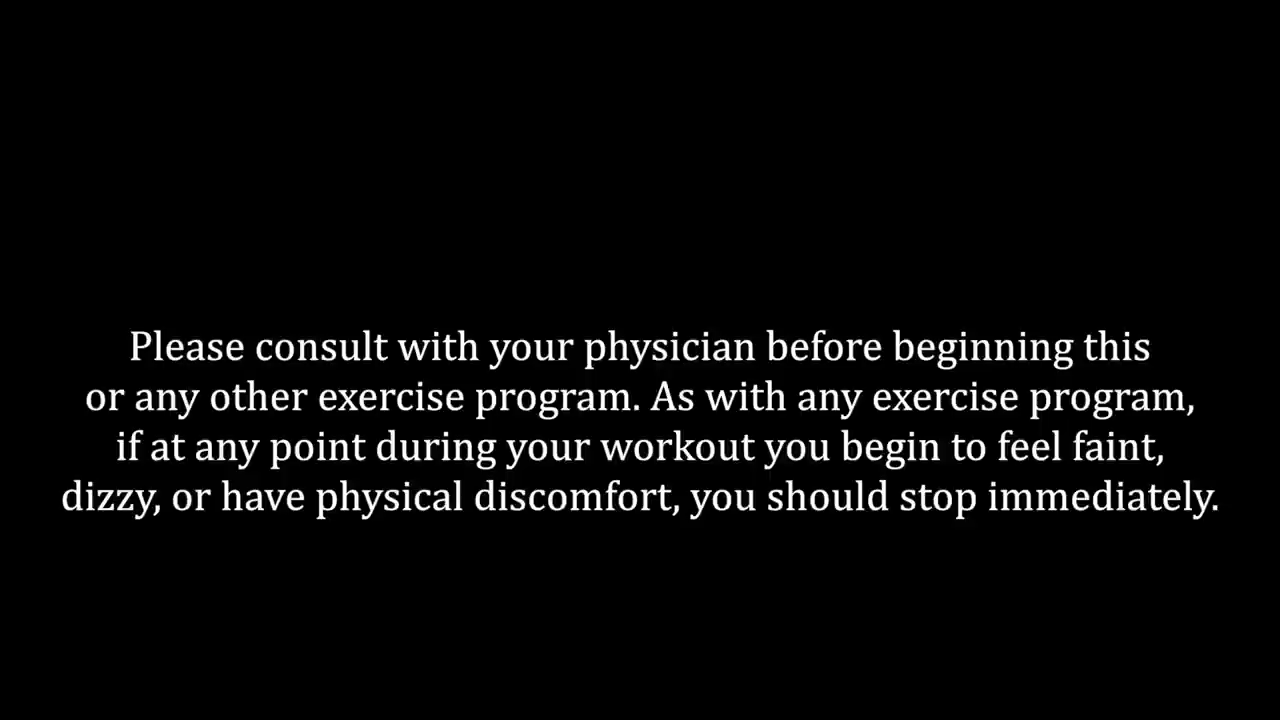 Please consult with your physician before beginning this
or any other exercise program. As with any exercise program,
if at any point during your workout you begin to feel faint,
dizzy, or have physical discomfort, you should stop immediately.